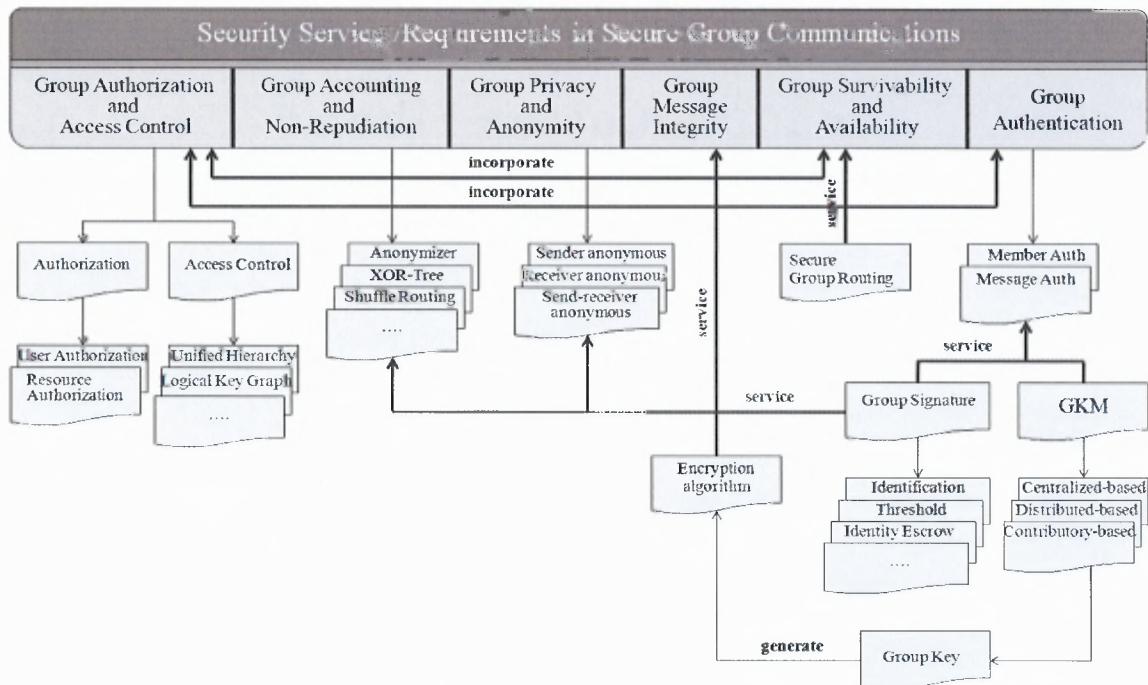 Security Service /Requirements in Secure Group Communications
Group Authorization
and
Access Control
Group Accounting
and
Non-Repudiation
Group Privacy
and
Anonymity
Group
Message
Integrity
Group Survivability
and
Availability
Group
Authentication
incorporate
incorporate
service
Authorization
Access Control
Anonymizer
XOR-Tree
Shuffle Routing
....
Sender anonymous
Receiver anonymous
Send-receiver
anonymous
service
Secure
Group Routing
Member Auth
Message Auth
User Authorization
Resource
Authorization
Unified Hierarchy
Logical Key Graph
....
service
service
Group Signature
GKM
Encryption
algorithm
Identification
Threshold
Identity Escrow
....
Centralized-based
Distributed-based
Contributory-based
generate
Group Key